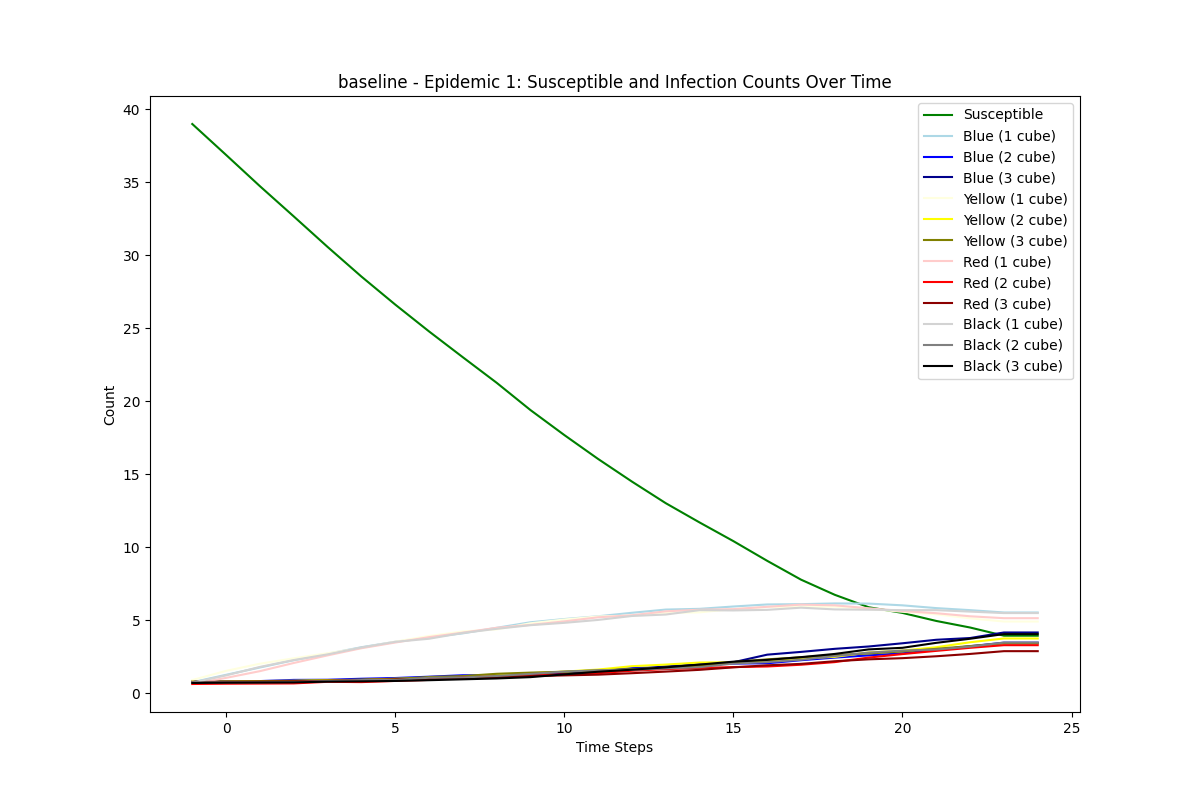 baseline - Epidemic 1: Susceptible and Infection Counts Over Time
40
35
30
25
20
15
10
5
0
Count
0
5
10
15
20
25
Time Steps
Susceptible
Blue (1 cube)
Blue (2 cube)
Blue (3 cube)
Yellow (1 cube)
Yellow (2 cube)
Yellow (3 cube)
Red (1 cube)
Red (2 cube)
Red (3 cube)
Black (1 cube)
Black (2 cube)
Black (3 cube)